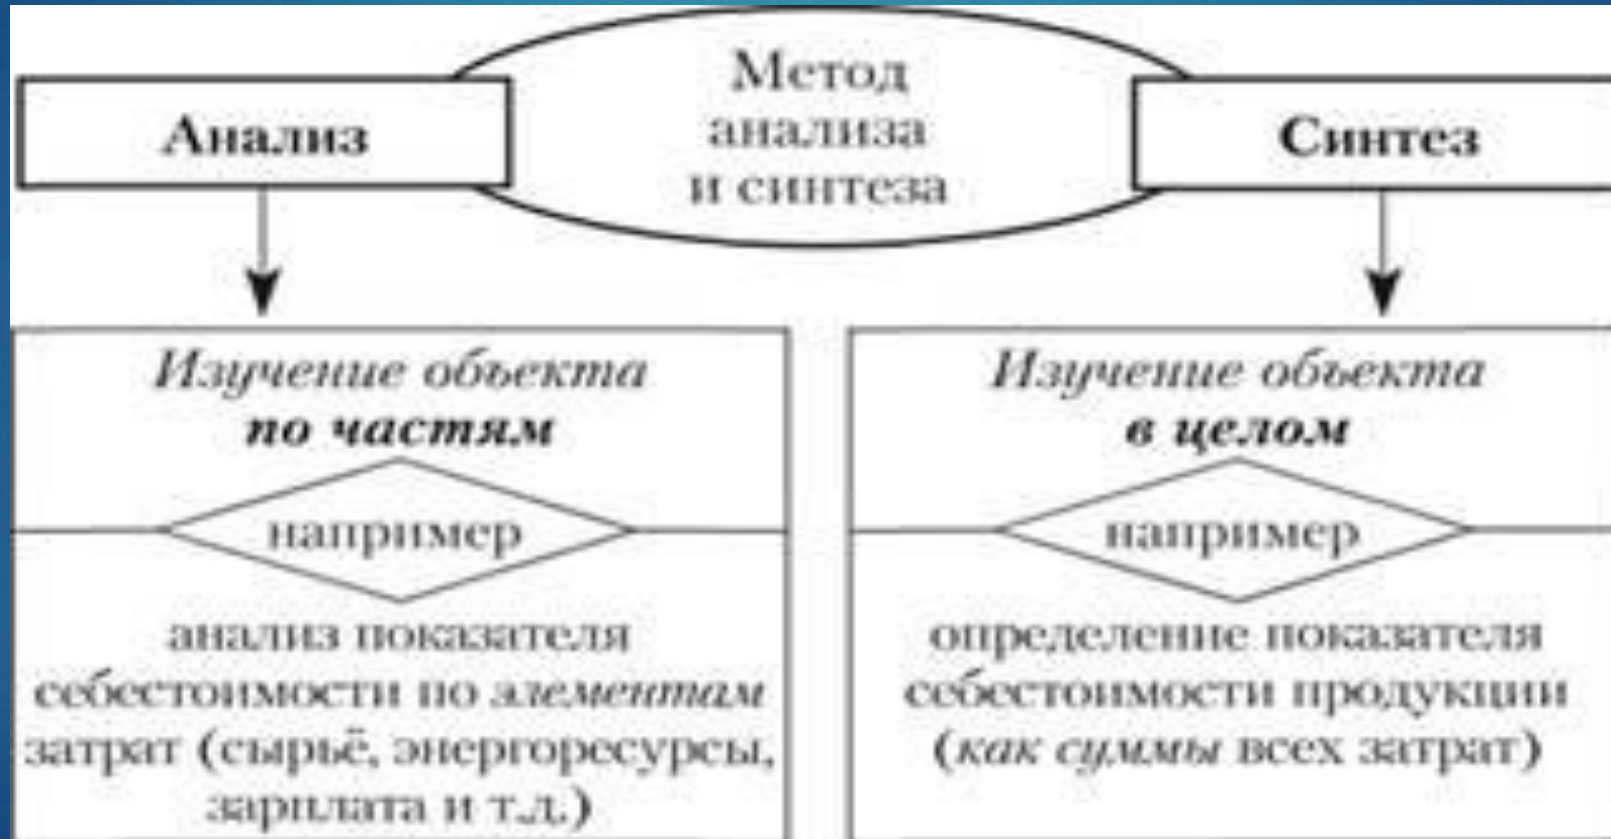 Метод
анализа
и синтеза
Анализ
Синтез
Изучение объекта
по частям
например
анализ показателя
себестоимости по элементам
затрат (сырьё, энергоресурсы,
зарплата и т.д.)
Изучение объекта
в целом
например
определение показателя
себестоимости продукции
(как суммы всех затрат)